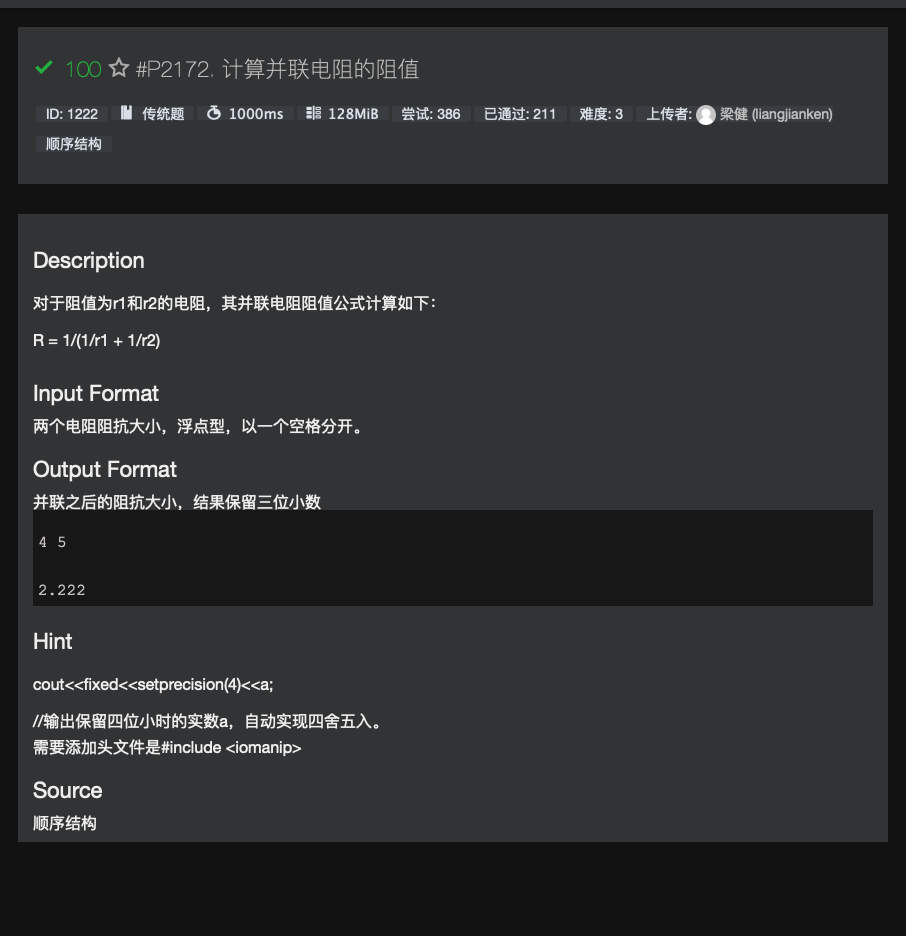 100 #P2172. 计算并联电阻的阻值
ID: 1222 传统题 1000ms 128MiB 尝试: 386 已通过: 211 难度: 3 上传者: 梁健 (liangjianken)
顺序结构
Description
对于阻值为r1和r2的电阻，其并联电阻阻值公式计算如下：
R = 1/(1/r1 + 1/r2)
Input Format
两个电阻阻抗大小，浮点型，以一个空格分开。
Output Format
并联之后的阻抗大小，结果保留三位小数
4 5
2.222
Hint
cout<<fixed<<setprecision(4)<<a;
//输出保留四位小时的实数a，自动实现四舍五入。
需要添加头文件是#include <iomanip>
Source
顺序结构